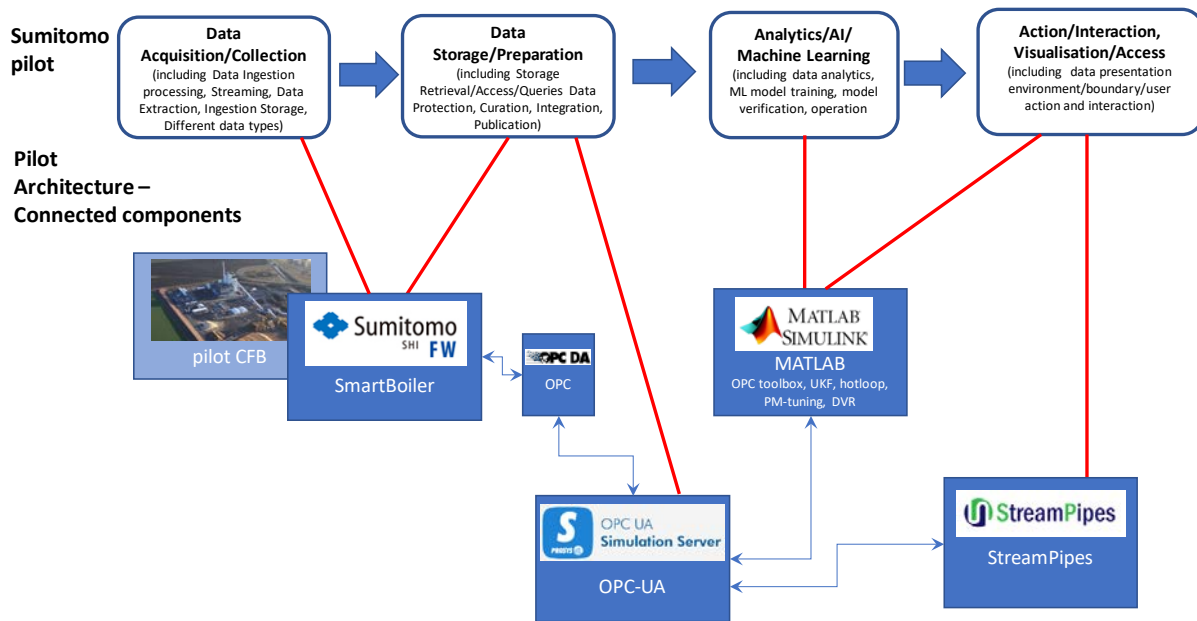 Sumitomo
pilot
Data
Acquisition/Collection
(including Data Ingestion
processing, Streaming, Data
Extraction, Ingestion Storage,
Different data types)
Data
Storage/Preparation
(including Storage
Retrieval/Access/Queries Data
Protection, Curation, Integration,
Publication)
Analytics/AI/
Machine Learning
(including data analytics,
ML model training, model
verification, operation
Action/Interaction,
Visualisation/Access
(including data presentation
environment/boundary/user
action and interaction)
Pilot
Architecture –
Connected components
pilot CFB
Sumitomo
SHI FW
SmartBoiler
OPC DA
OPC
MATLAB
SIMULINK
MATLAB
OPC toolbox, UKF, hotloop,
PM-tuning, DVR
S
PROSYS
OPC UA
Simulation Server
OPC-UA
StreamPipes
StreamPipes